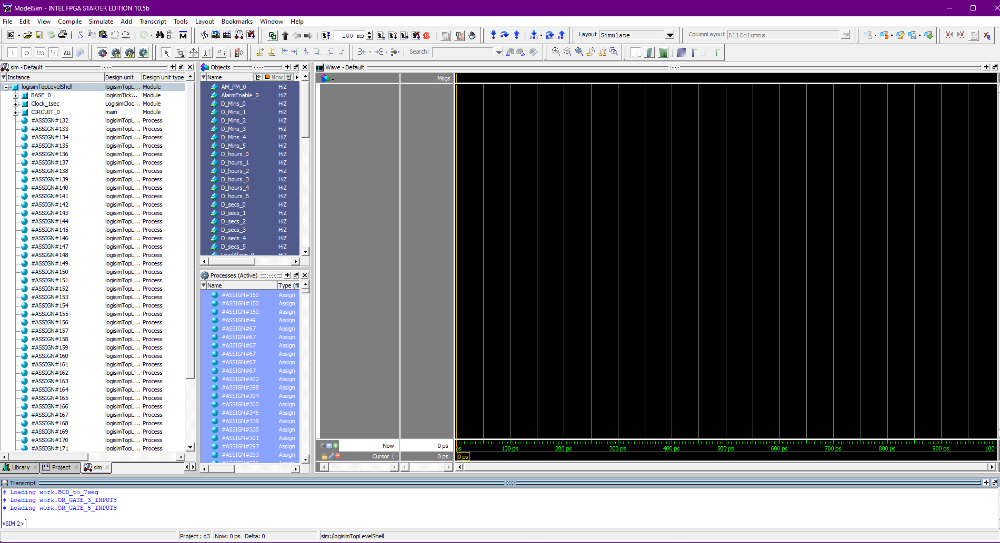 ModelSim - INTEL FPGA STARTER EDITION 10.5b
File Edit View Compile Simulate Add Transcript Tools Layout Bookmarks Window Help
100 ms
Layout Simulate
ColumnLayout AllColumns
Search:
sim - Default
Instance Design unit Design unit type
logisimTopLevelShell logisimTopL... Module
BASE_0 logisimTick... Module
Clock_1sec LogisimCloc... Module
CIRCUIT_0 main Module
#ASSIGN#132 logisimTopL... Process
#ASSIGN#133 logisimTopL... Process
#ASSIGN#134 logisimTopL... Process
#ASSIGN#135 logisimTopL... Process
#ASSIGN#136 logisimTopL... Process
#ASSIGN#137 logisimTopL... Process
#ASSIGN#138 logisimTopL... Process
#ASSIGN#139 logisimTopL... Process
#ASSIGN#140 logisimTopL... Process
#ASSIGN#141 logisimTopL... Process
#ASSIGN#142 logisimTopL... Process
#ASSIGN#143 logisimTopL... Process
#ASSIGN#144 logisimTopL... Process
#ASSIGN#145 logisimTopL... Process
#ASSIGN#146 logisimTopL... Process
#ASSIGN#147 logisimTopL... Process
#ASSIGN#148 logisimTopL... Process
#ASSIGN#149 logisimTopL... Process
#ASSIGN#150 logisimTopL... Process
#ASSIGN#151 logisimTopL... Process
#ASSIGN#152 logisimTopL... Process
#ASSIGN#153 logisimTopL... Process
#ASSIGN#154 logisimTopL... Process
#ASSIGN#155 logisimTopL... Process
#ASSIGN#156 logisimTopL... Process
#ASSIGN#157 logisimTopL... Process
#ASSIGN#158 logisimTopL... Process
#ASSIGN#159 logisimTopL... Process
#ASSIGN#160 logisimTopL... Process
#ASSIGN#161 logisimTopL... Process
#ASSIGN#162 logisimTopL... Process
#ASSIGN#163 logisimTopL... Process
#ASSIGN#164 logisimTopL... Process
#ASSIGN#165 logisimTopL... Process
#ASSIGN#166 logisimTopL... Process
#ASSIGN#167 logisimTopL... Process
#ASSIGN#168 logisimTopL... Process
#ASSIGN#169 logisimTopL... Process
#ASSIGN#170 logisimTopL... Process
#ASSIGN#171 logisimTopL... Process
Library Project sim
Objects
Name Now
AM_PM_0 HiZ
AlarmEnable_0 HiZ
D_Mins_0 HiZ
D_Mins_1 HiZ
D_Mins_2 HiZ
D_Mins_3 HiZ
D_Mins_4 HiZ
D_Mins_5 HiZ
D_hours_0 HiZ
D_hours_1 HiZ
D_hours_2 HiZ
D_hours_3 HiZ
D_hours_4 HiZ
D_hours_5 HiZ
D_secs_0 HiZ
D_secs_1 HiZ
D_secs_2 HiZ
D_secs_3 HiZ
D_secs_4 HiZ
D_secs_5 HiZ
LoadAlarm_0 HiZ
Processes (Active)
Name Type (fil
#ASSIGN#150 Assign
#ASSIGN#150 Assign
#ASSIGN#150 Assign
#ASSIGN#49 Assign
#ASSIGN#67 Assign
#ASSIGN#67 Assign
#ASSIGN#67 Assign
#ASSIGN#67 Assign
#ASSIGN#67 Assign
#ASSIGN#67 Assign
#ASSIGN#402 Assign
#ASSIGN#398 Assign
#ASSIGN#394 Assign
#ASSIGN#360 Assign
#ASSIGN#346 Assign
#ASSIGN#339 Assign
#ASSIGN#335 Assign
#ASSIGN#301 Assign
#ASSIGN#297 Assign
#ASSIGN#293 Assign
Wave - Default
Msgs
Now 0 ps
Cursor 1 0 ps
ps 100 ps 200 ps 300 ps 400 ps 500 ps 600 ps 700 ps 800 ps 900 ps 100
0 ps
Transcript
# Loading work.BCD_to_7seg
# Loading work.OR_GATE_3_INPUTS
# Loading work.OR_GATE_5_INPUTS
VSIM 2>
Project : q3 Now: 0 ps Delta: 0 sim:/logisimTopLevelShell